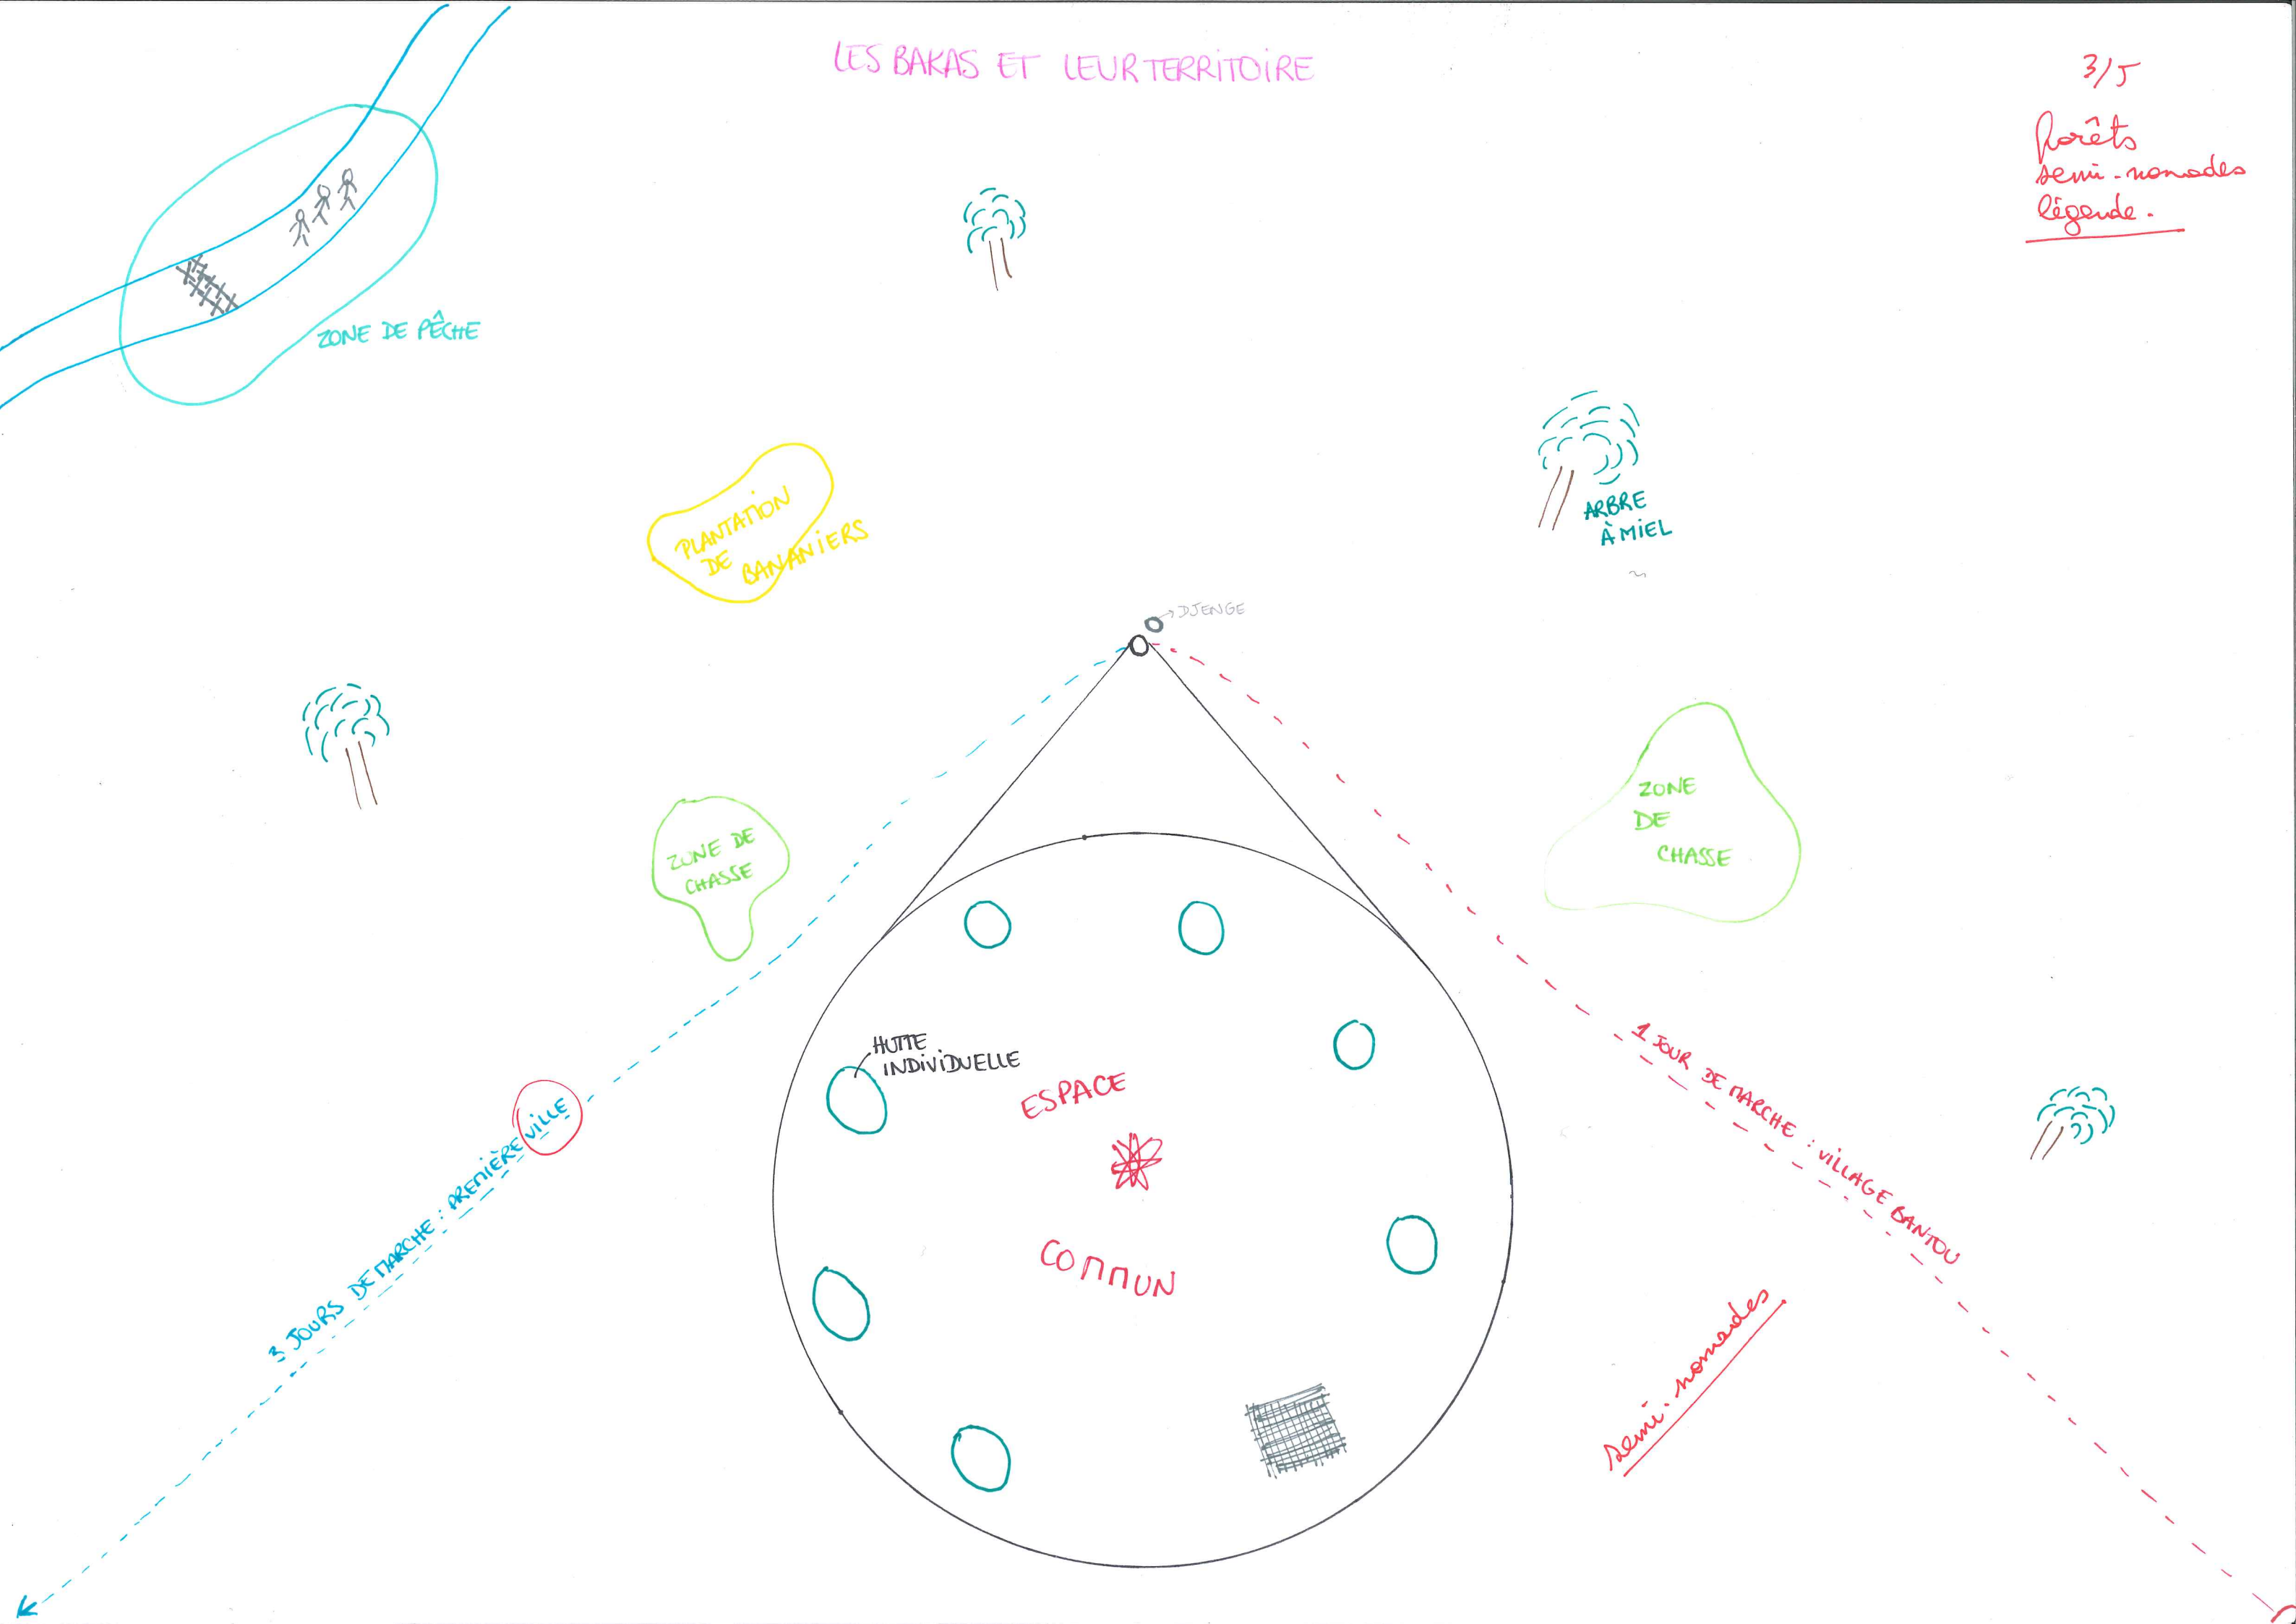 LES BAKAS ET LEUR TERRITOIRE
3/5
Forêts
semi-nomades
légende.
ZONE DE PÊCHE
PLANTATION
DE BANANIERS
ARBRE
À MIEL
DJENGE
ZONE DE
CHASSE
ZONE
DE
CHASSE
HUTTE
INDIVIDUELLE
ESPACE
COMMUN
3 JOURS DE MARCHE : PREMIÈRE VILLE
1 JOUR DE MARCHE : VILLAGE BANTOU
semi-nomades